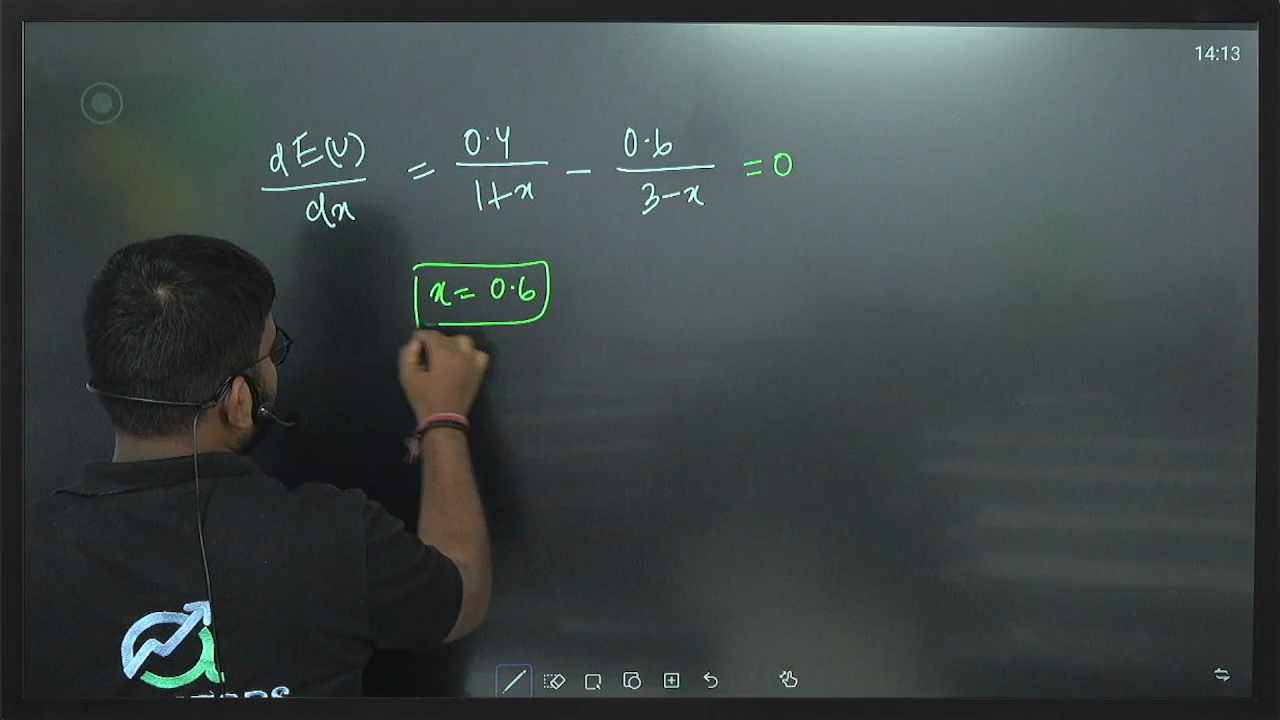 14:13
dE(U)/dx = 0.4/1+x - 0.6/3-x = 0
x = 0.6